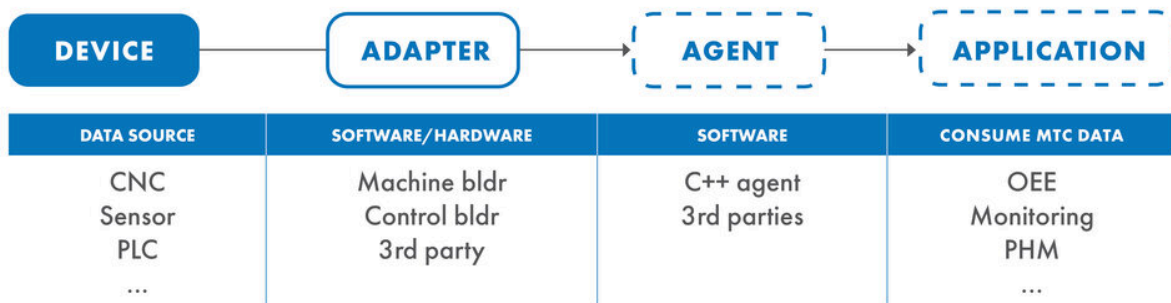 DEVICE
ADAPTER
AGENT
APPLICATION
DATA SOURCE
SOFTWARE/HARDWARE
SOFTWARE
CONSUME MTC DATA
CNC
Machine bldr
C++ agent
OEE
Sensor
Control bldr
3rd parties
Monitoring
PLC
3rd party
PHM
...
...